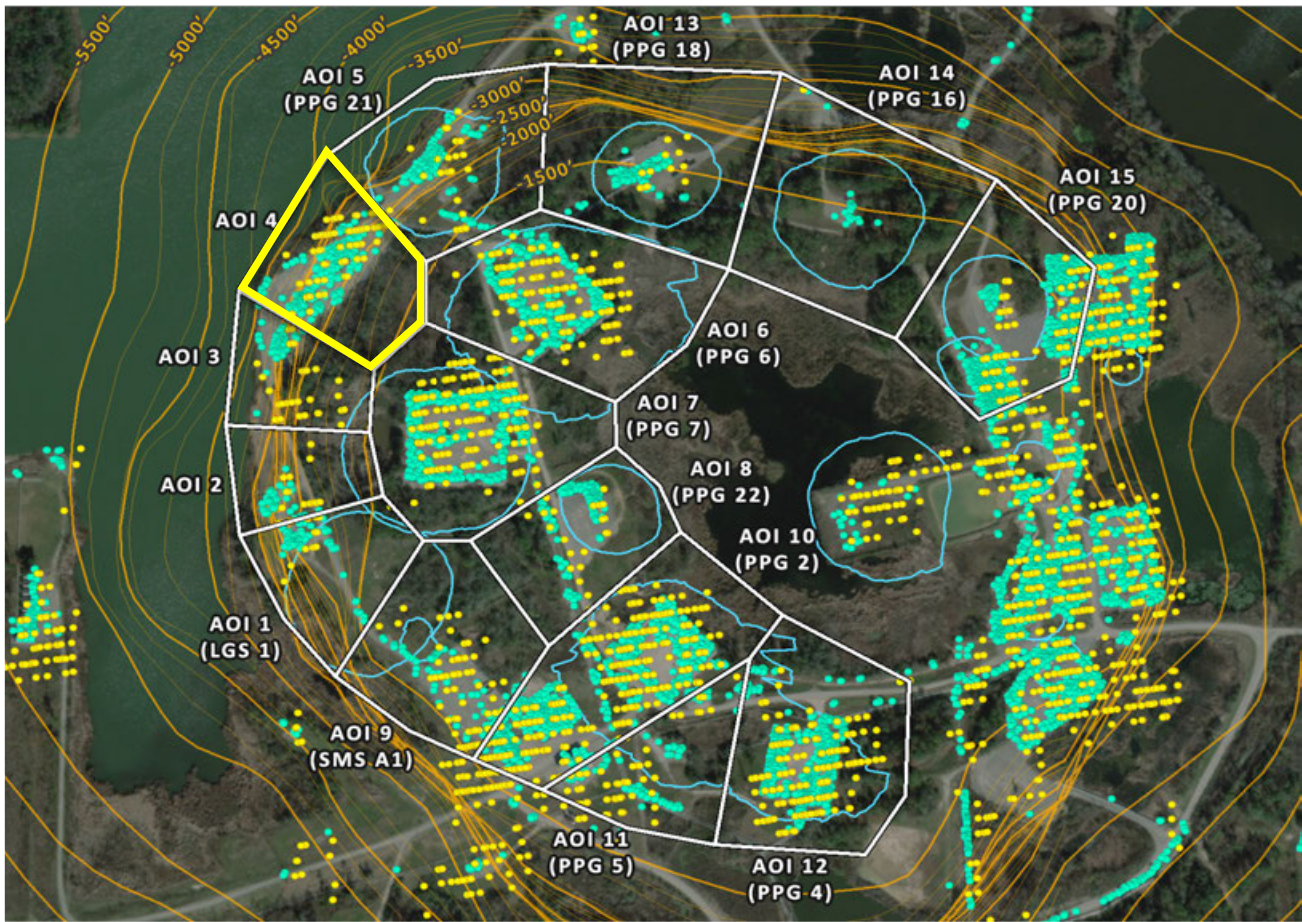 -5500'
-5000'
-4500'
-4000'
-3500'
-3000'
-2500'
-2000'
-1500'
AOI 13
(PPG 18)
AOI 5
(PPG 21)
AOI 14
(PPG 16)
AOI 15
(PPG 20)
AOI 4
AOI 3
AOI 6
(PPG 6)
AOI 7
(PPG 7)
AOI 2
AOI 8
(PPG 22)
AOI 10
(PPG 2)
AOI 1
(LGS 1)
AOI 9
(SMS A1)
AOI 11
(PPG 5)
AOI 12
(PPG 4)